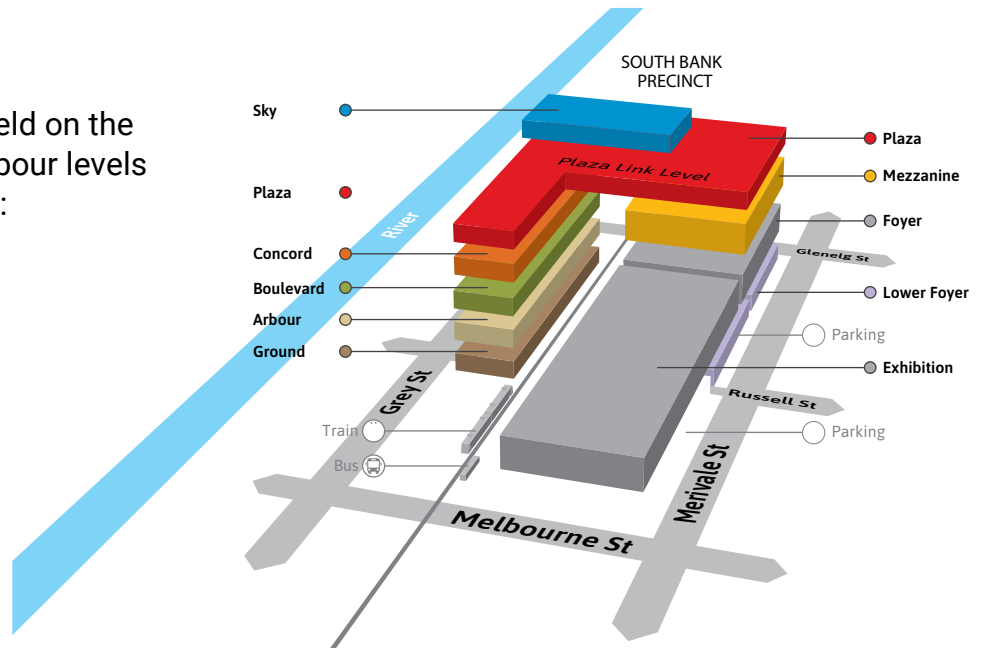 SOUTH BANK
PRECINCT
Sky
eld on the
bour levels
:
Plaza
Plaza
Plaza Link Level
Mezzanine
River
Foyer
Concord
Glenelg St
Boulevard
Lower Foyer
Arbour
Parking
Ground
Exhibition
Grey St
Russell St
Train
Parking
Bus
Merivale St
Melbourne St